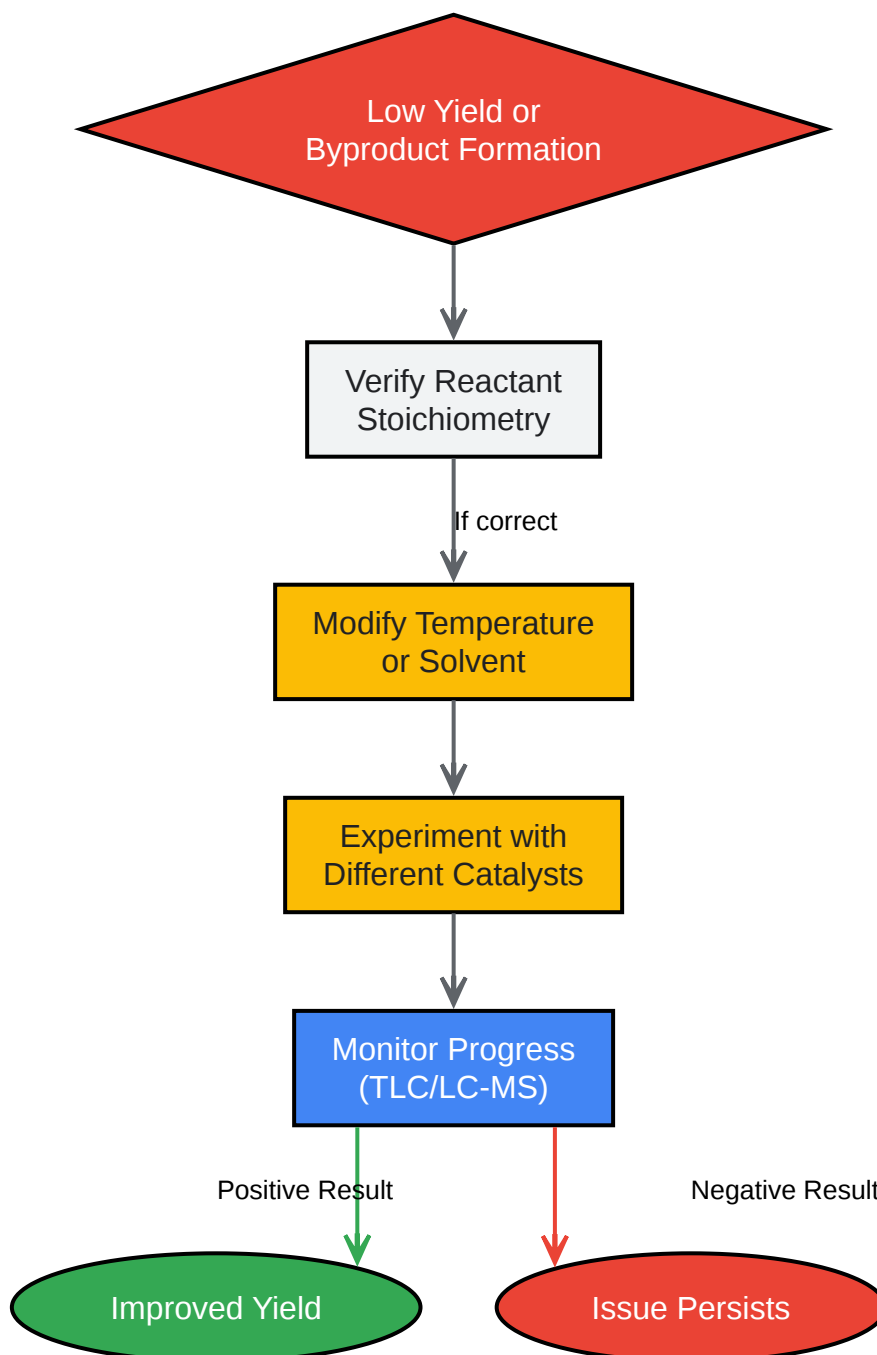 Low Yield or
Byproduct Formation
Verify Reactant
Stoichiometry
If correct
Modify Temperature
or Solvent
Experiment with
Different Catalysts
Monitor Progress
(TLC/LC-MS)
Positive Result
Negative Result
Improved Yield
Issue Persists